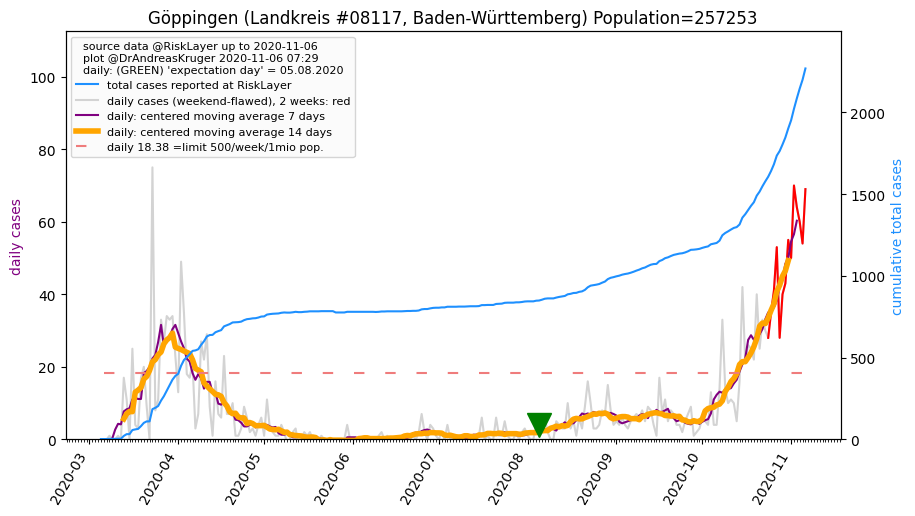 Göppingen (Landkreis #08117, Baden-Württemberg) Population=257253
source data @RiskLayer up to 2020-11-06
plot @DrAndreasKruger 2020-11-06 07:29
daily: (GREEN) 'expectation day' = 05.08.2020
total cases reported at RiskLayer
daily cases (weekend-flawed), 2 weeks: red
daily: centered moving average 7 days
daily: centered moving average 14 days
daily 18.38 =limit 500/week/1mio pop.
daily cases
100
80
60
40
20
0
cumulative total cases
2000
1500
1000
500
0
2020-03
2020-04
2020-05
2020-06
2020-07
2020-08
2020-09
2020-10
2020-11